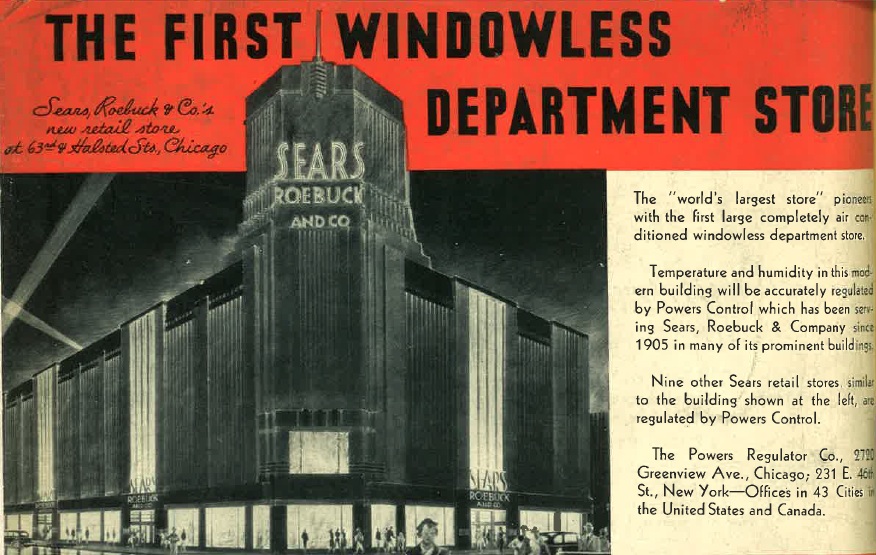 THE FIRST WINDOWLESS
DEPARTMENT STORE
Sears, Roebuck & Co.'s
new retail store
at 63rd & Halsted Sts, Chicago
SEARS
ROEBUCK
AND CO
The "world's largest store" pioneers
with the first large completely air con-
ditioned windowless department store.
Temperature and humidity in this mod-
ern building will be accurately regulated
by Powers Control which has been serv-
ing Sears, Roebuck & Company since
1905 in many of its prominent buildings.
Nine other Sears retail stores, similar
to the building shown at the left, are
regulated by Powers Control.
The Powers Regulator Co., 2720
Greenview Ave., Chicago; 231 E. 46th
St., New York—Offices in 43 Cities in
the United States and Canada.
SEARS
ROEBUCK
AND CO
SEARS
ROEBUCK
AND CO